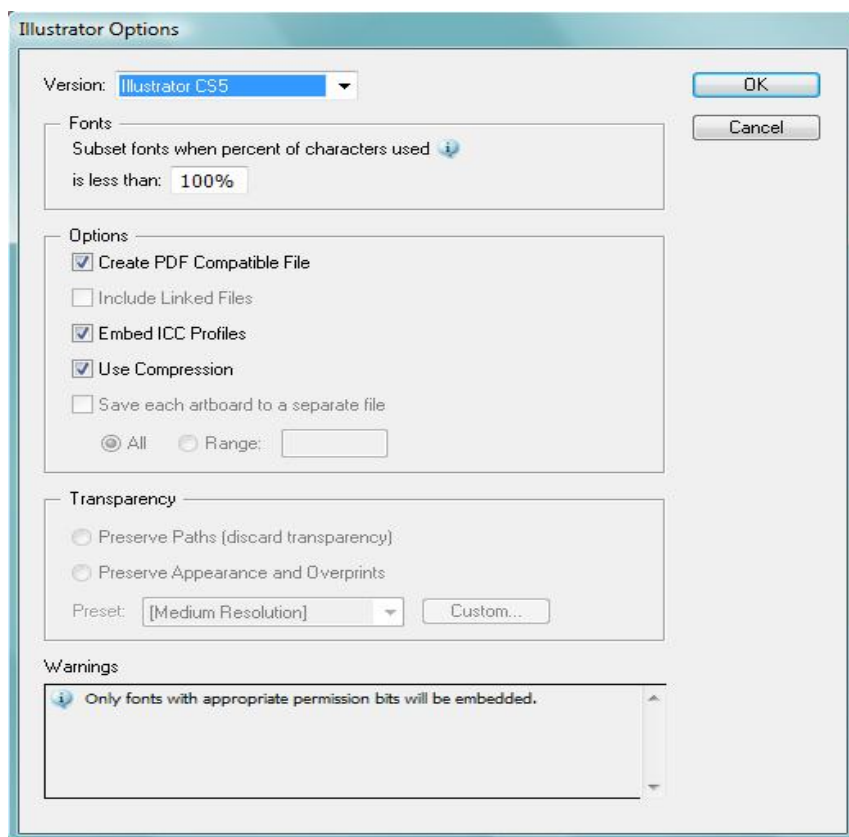 Illustrator Options
Version: Illustrator CS5
OK
Cancel
Fonts
Subset fonts when percent of characters used
is less than: 100%
Options
Create PDF Compatible File
Include Linked Files
Embed ICC Profiles
Use Compression
Save each artboard to a separate file
All Range:
Transparency
Preserve Paths (discard transparency)
Preserve Appearance and Overprints
Preset: [Medium Resolution] Custom...
Warnings
Only fonts with appropriate permission bits will be embedded.